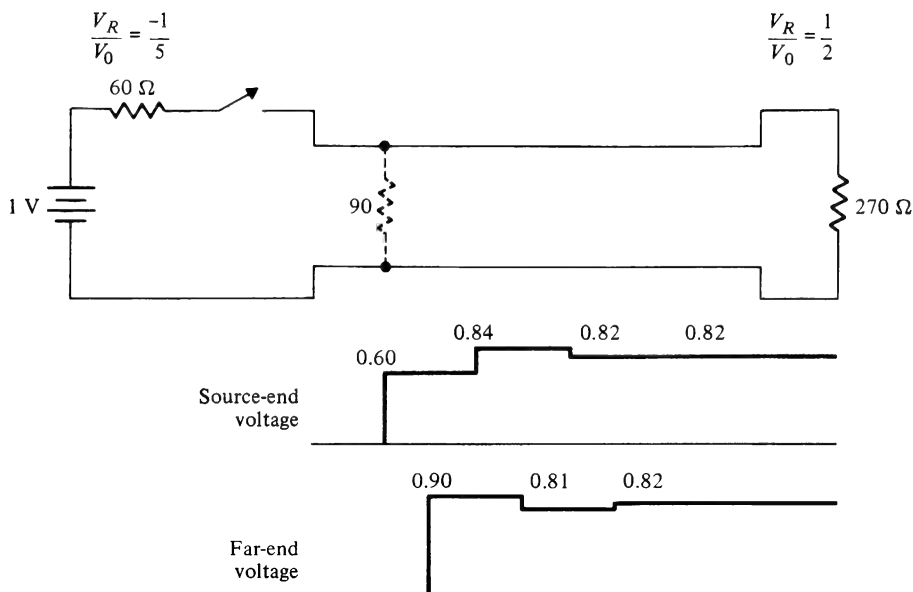 V_R/V_0 = -1/5
V_R/V_0 = 1/2
60 Ω
1 V
90
270 Ω
0.60
0.84
0.82
0.82
Source-end
voltage
0.90
0.81
0.82
Far-end
voltage